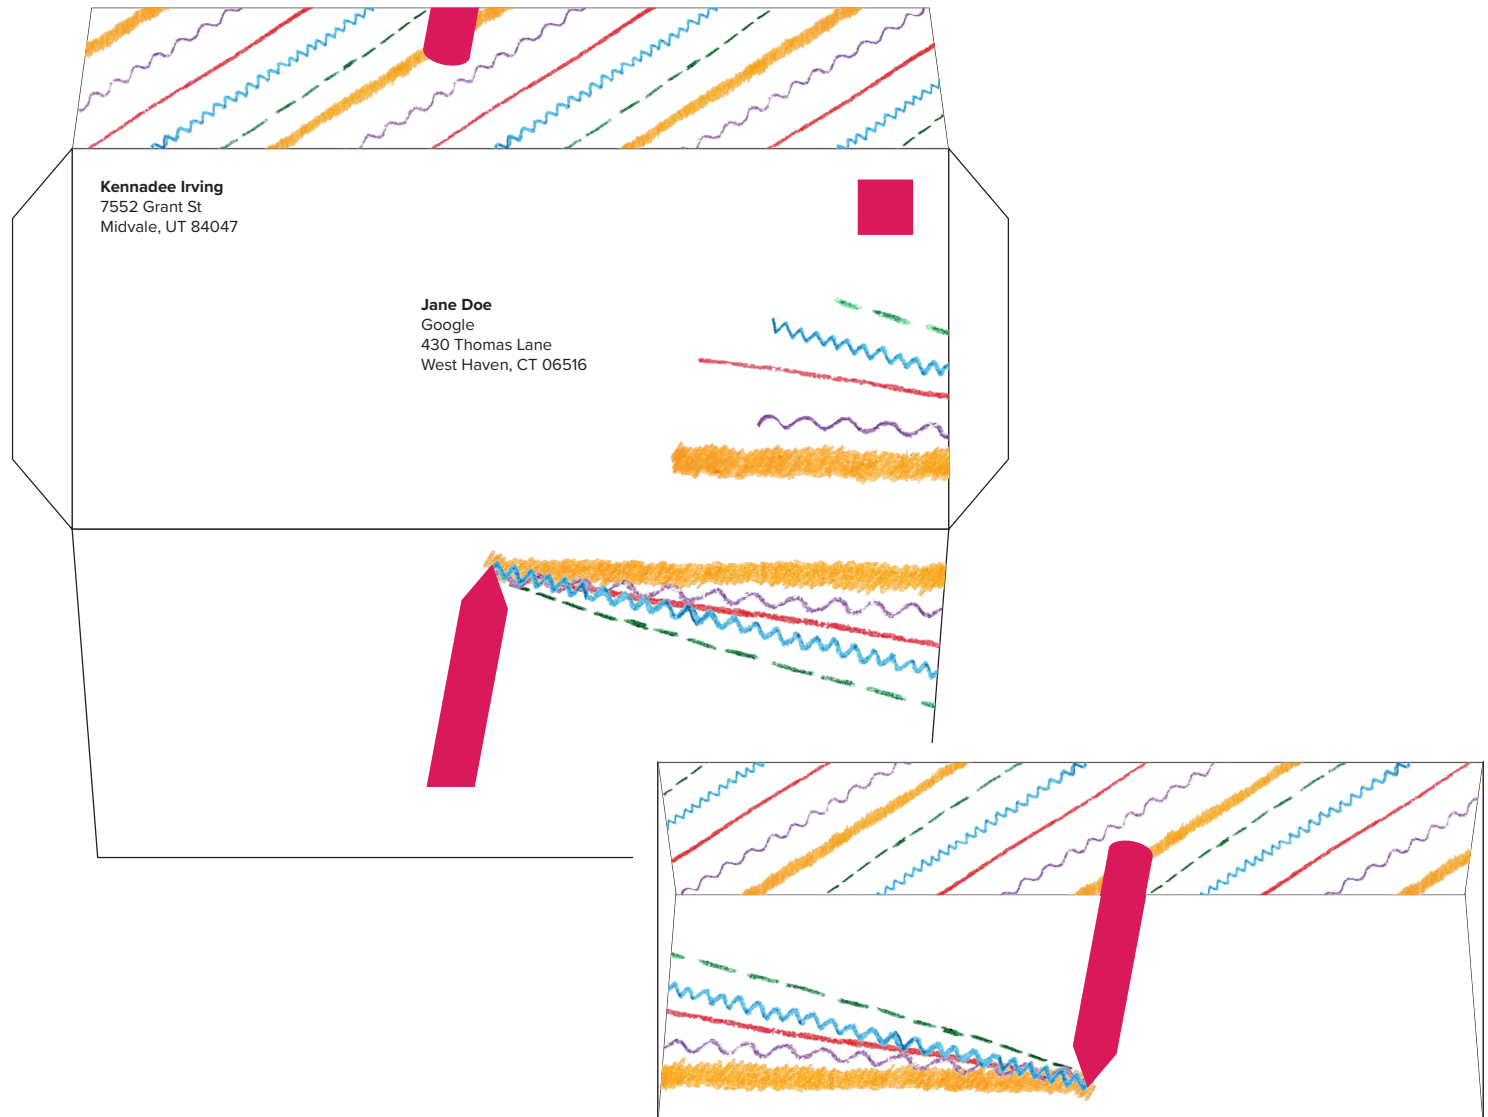 Kennadee Irving
7552 Grant St
Midvale, UT 84047
Jane Doe
Google
430 Thomas Lane
West Haven, CT 06516